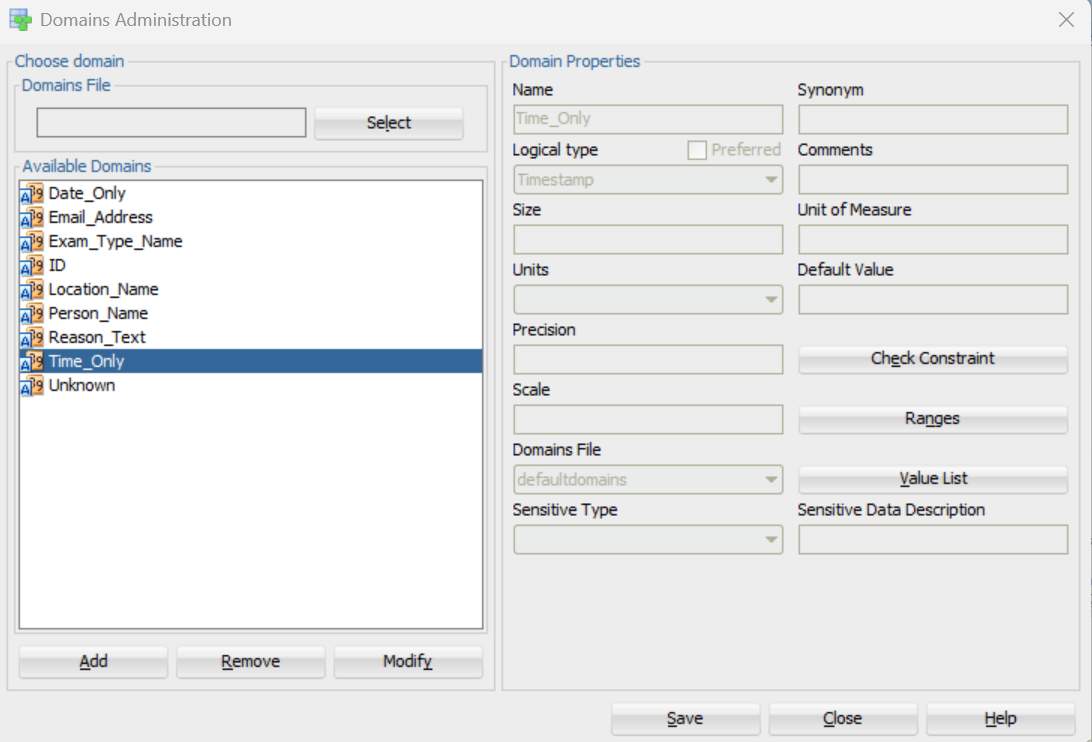 Domains Administration
Choose domain
Domains File
Select
Available Domains
Date_Only
Email_Address
Exam_Type_Name
ID
Location_Name
Person_Name
Reason_Text
Time_Only
Unknown
Add Remove Modify
Domain Properties
Name Synonym
Time_Only
Logical type Preferred Comments
Timestamp
Size Unit of Measure
Units Default Value
Precision
Check Constraint
Scale
Ranges
Domains File
defaultdomains Value List
Sensitive Type Sensitive Data Description
Save Close Help